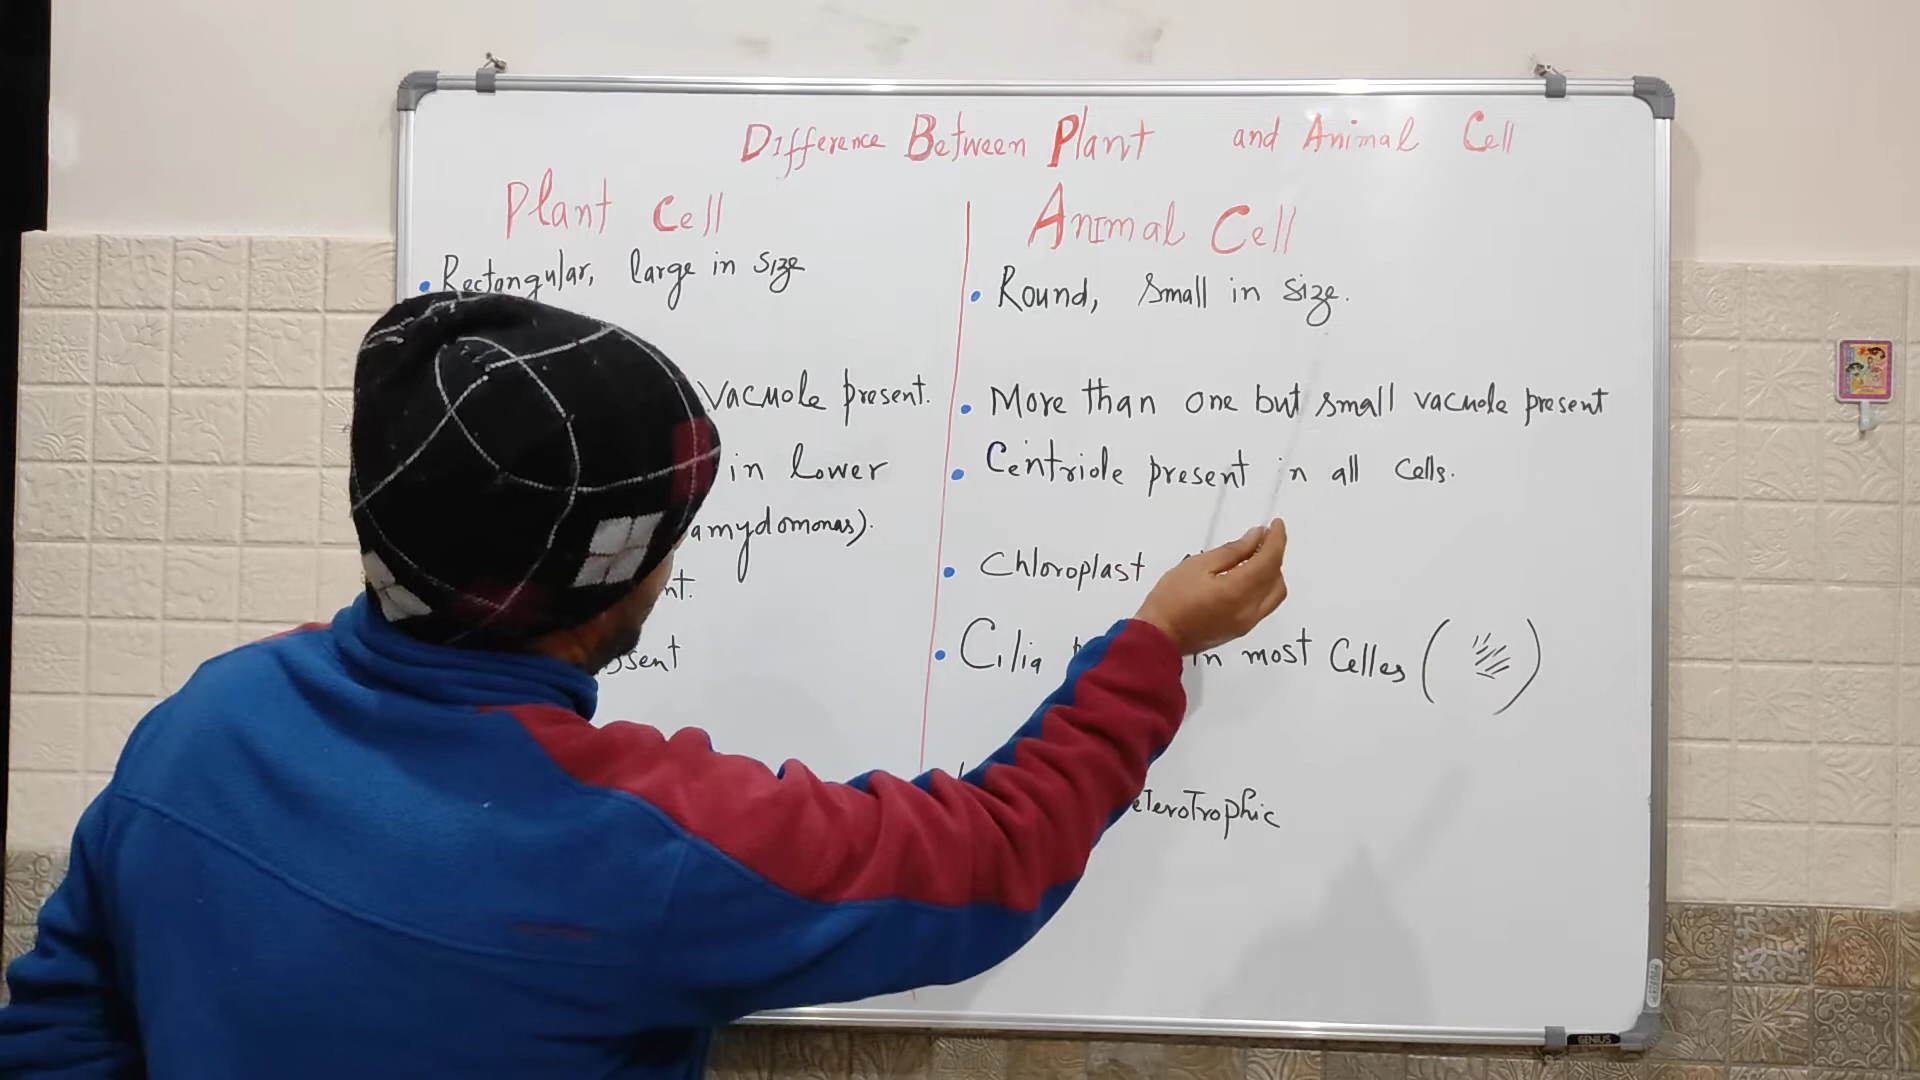 Difference Between Plant and Animal Cell
Plant Cell
Animal Cell
• Rectangular, large in size
• Round, small in size.
vacuole present.
• More than one but small vacuole present
in lower
• Centriole present in all cells.
amydomonas).
• Chloroplast
nt.
• Cilia in most Celles ( )
sent
eterotrophic
GENIUS